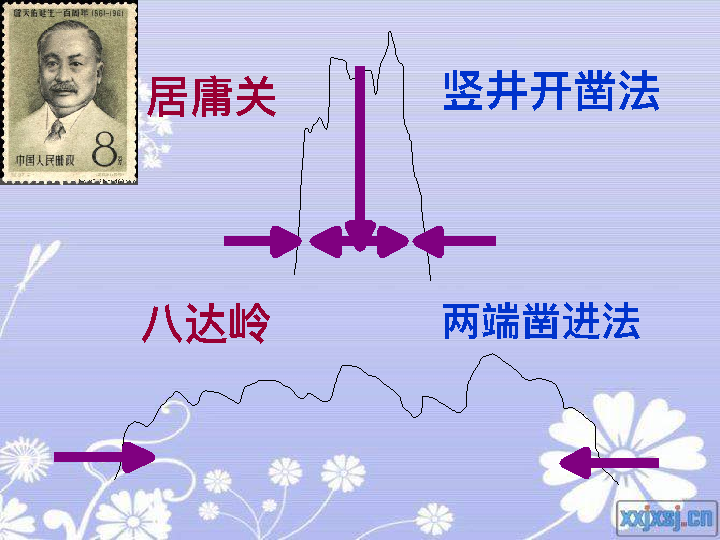 詹天佑诞生一百周年 1861-1961
中国人民邮政 8分
居庸关
竖井开凿法
八达岭
两端凿进法
xxjxsj.cn